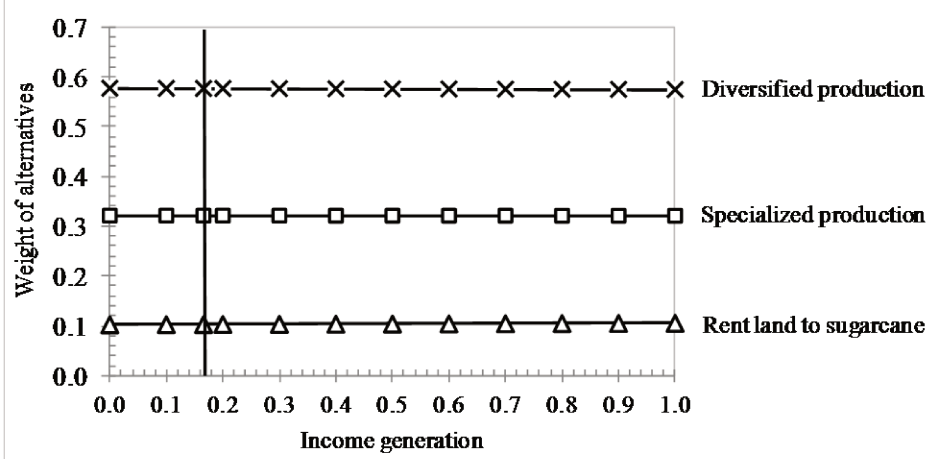 0.7
0.6
0.5
0.4
0.3
0.2
0.1
0.0
Weight of alternatives
Diversified production
Specialized production
Rent land to sugarcane
0.0 0.1 0.2 0.3 0.4 0.5 0.6 0.7 0.8 0.9 1.0
Income generation